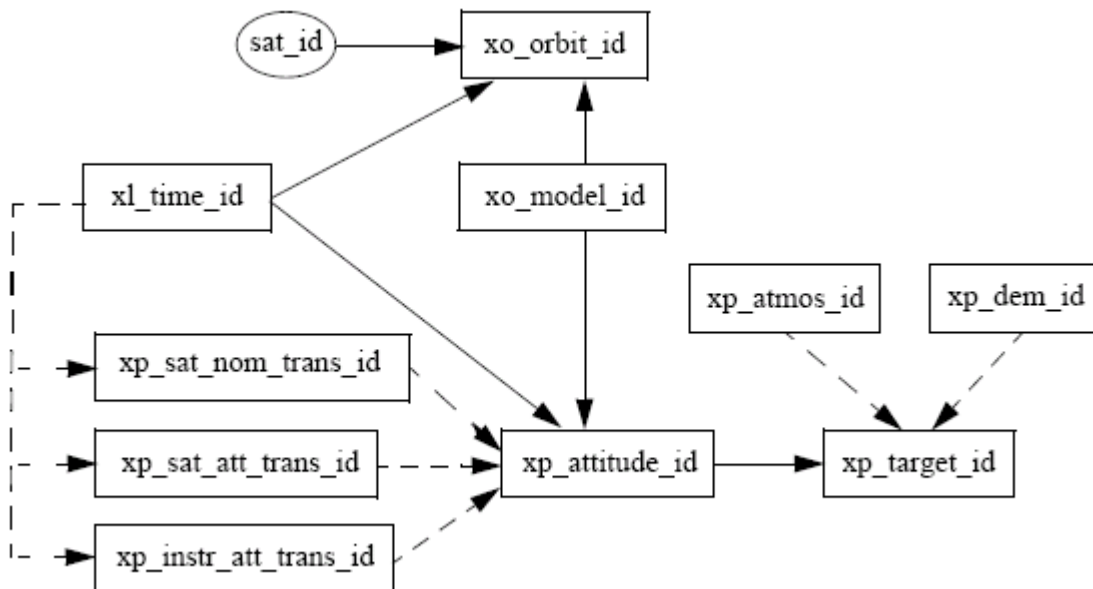 sat_id
xo_orbit_id
xl_time_id
xo_model_id
xp_atmos_id
xp_dem_id
xp_sat_nom_trans_id
xp_sat_att_trans_id
xp_attitude_id
xp_target_id
xp_instr_att_trans_id